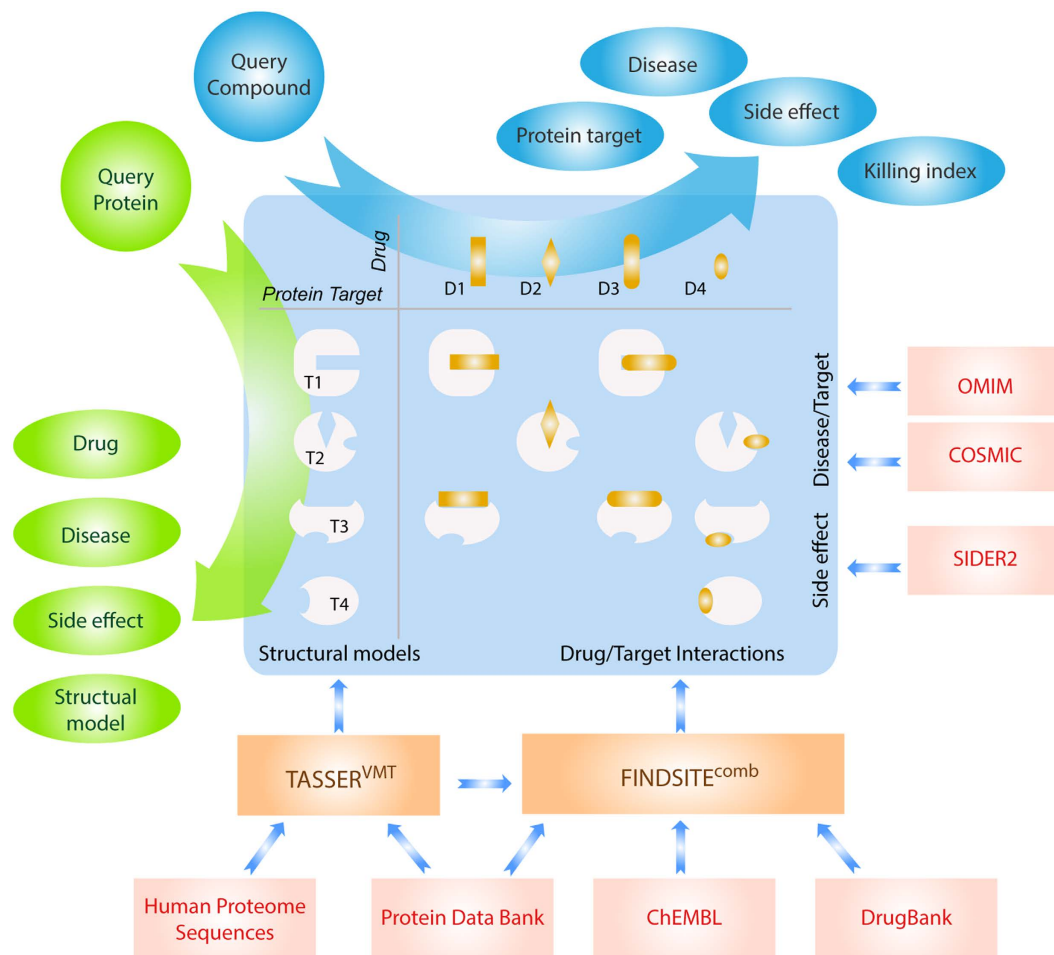 Query
Compound
Disease
Side effect
Protein target
Killing index
Query
Protein
Drug
Protein Target
D1
D2
D3
D4
T1
T2
T3
T4
Disease/Target
Side effect
OMIM
COSMIC
SIDER2
Drug
Disease
Side effect
Structual
model
Structural models
Drug/Target Interactions
TASSERVMT
FINDSITEcomb
Human Proteome
Sequences
Protein Data Bank
ChEMBL
DrugBank